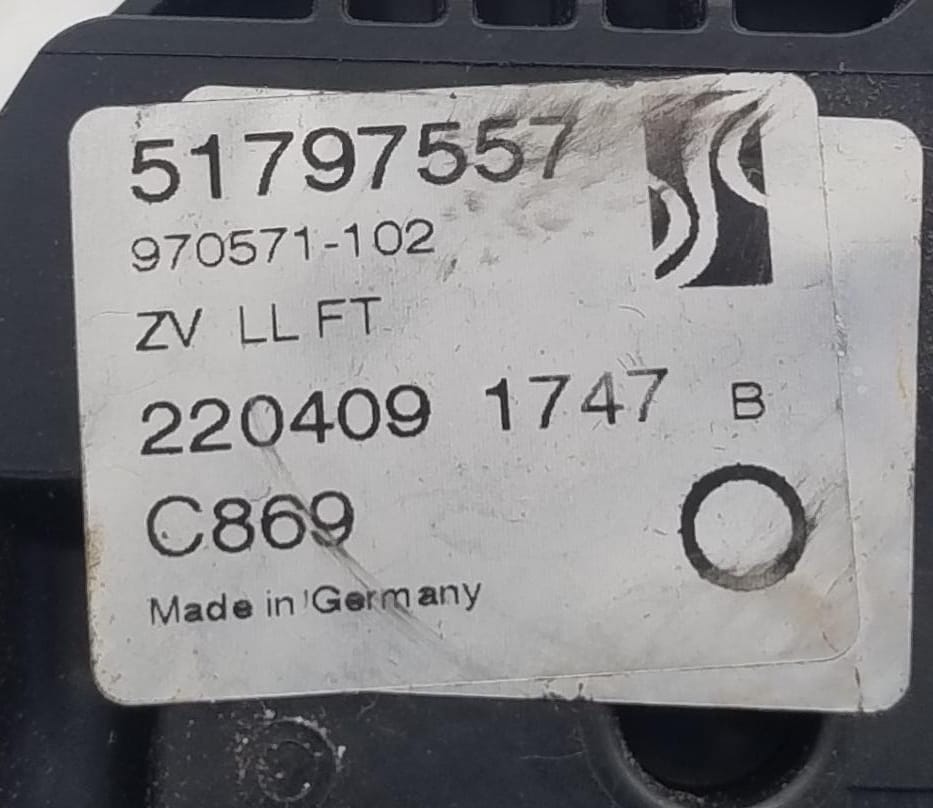 51797557
970571-102
ZV LL FT
220409 1747 B
C869
Made in Germany